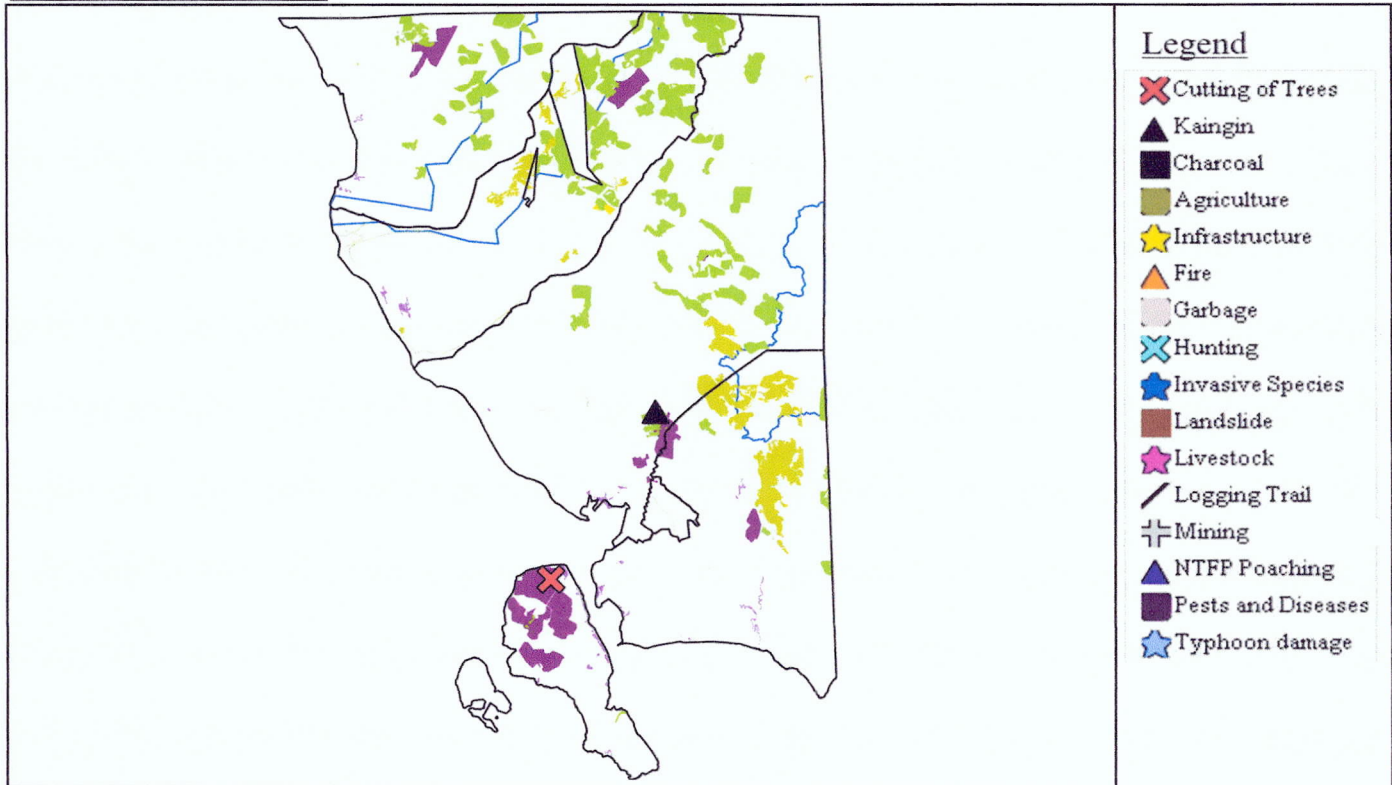 Legend
Cutting of Trees
Kaingin
Charcoal
Agriculture
Infrastructure
Fire
Garbage
Hunting
Invasive Species
Landslide
Livestock
Logging Trail
Mining
NTFP Poaching
Pests and Diseases
Typhoon damage